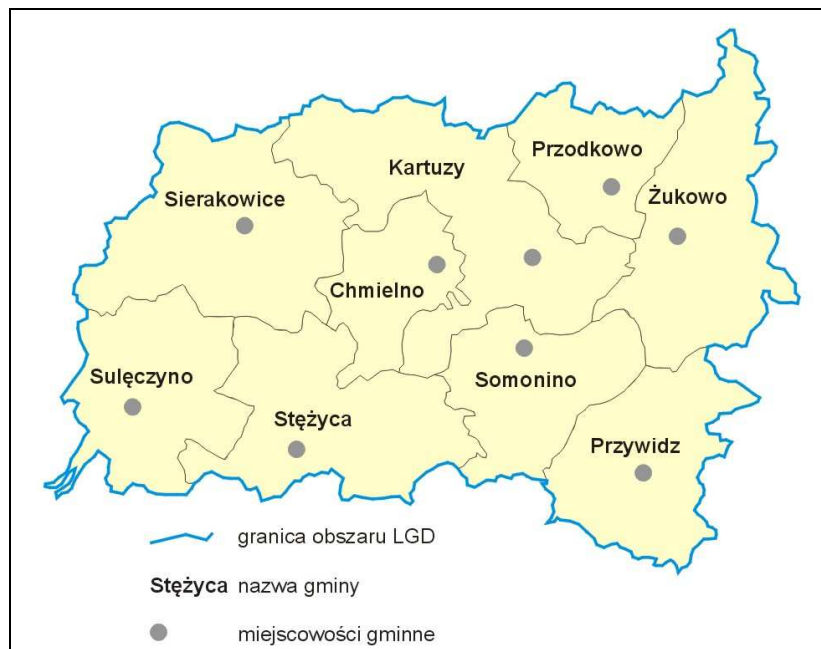 Przodkowo
Kartuzy
Sierakowice
Żukowo
Chmielno
Sulęczyno
Somonino
Stężyca
Przywidz
granica obszaru LGD
Stężyca nazwa gminy
miejscowości gminne